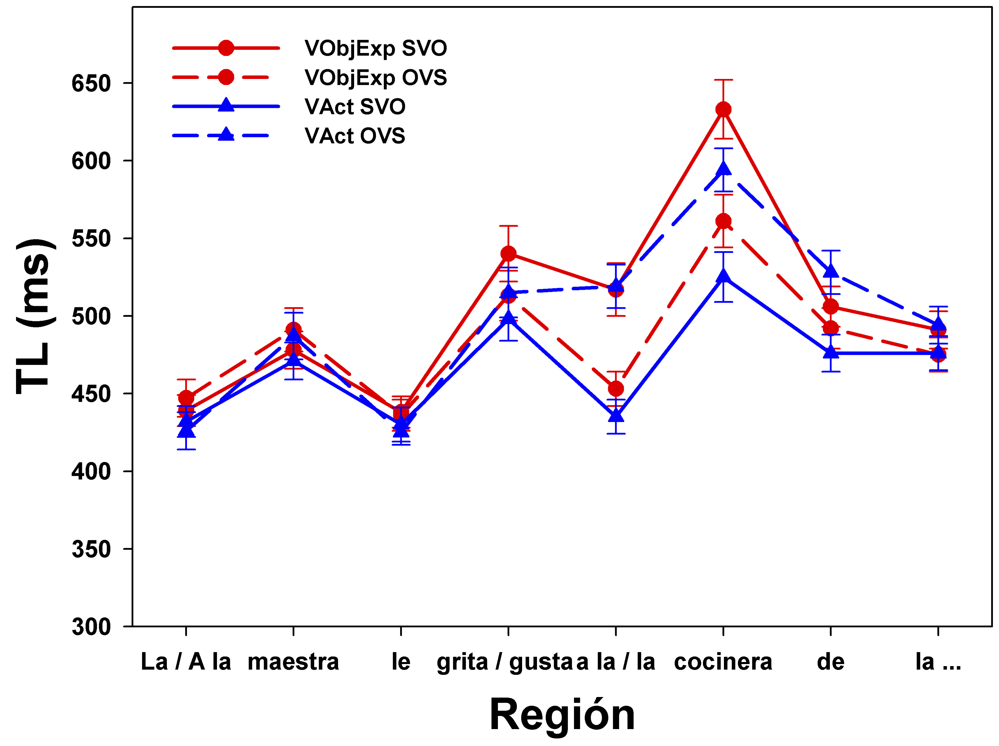 VObjExp SVO
VObjExp OVS
VAct SVO
VAct OVS
TL (ms)
650
600
550
500
450
400
350
300
La / A la maestra le grita / gusta a la / la cocinera de la ...
Región